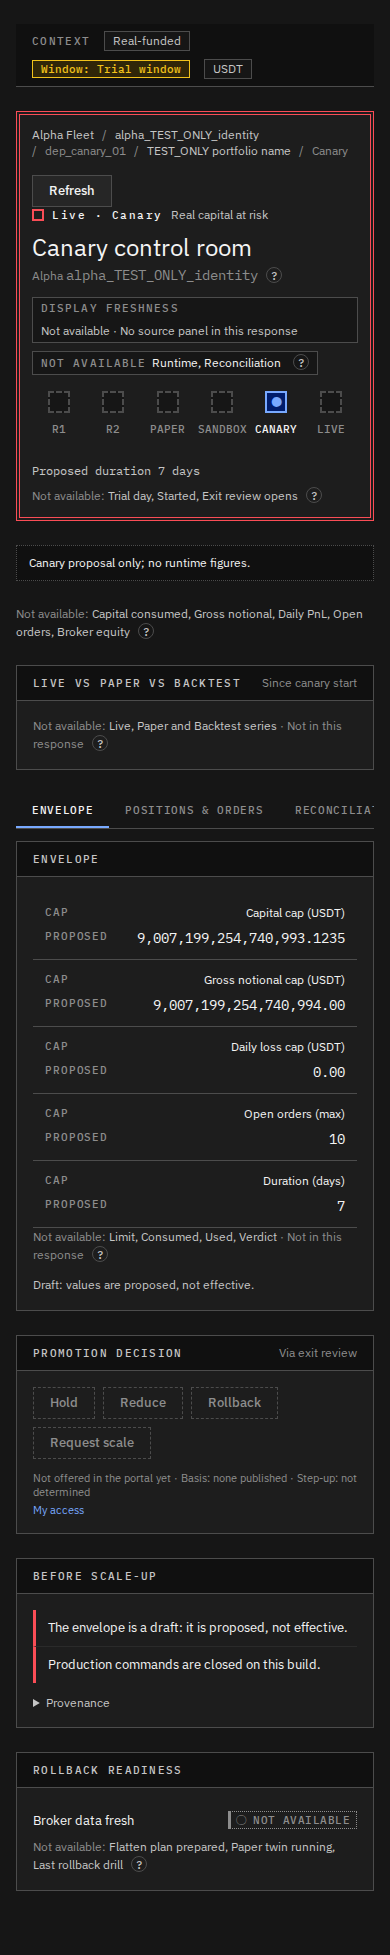 CONTEXT Real-funded
Window: Trial window USDT
Alpha Fleet / alpha_TEST_ONLY_identity
/ dep_canary_01 / TEST_ONLY portfolio name / Canary
Refresh
Live · Canary Real capital at risk
Canary control room
Alpha alpha_TEST_ONLY_identity ?
DISPLAY FRESHNESS
Not available · No source panel in this response
NOT AVAILABLE Runtime, Reconciliation ?
R1 R2 PAPER SANDBOX CANARY LIVE
Proposed duration 7 days
Not available: Trial day, Started, Exit review opens ?
Canary proposal only; no runtime figures.
Not available: Capital consumed, Gross notional, Daily PnL, Open
orders, Broker equity ?
LIVE VS PAPER VS BACKTEST Since canary start
Not available: Live, Paper and Backtest series · Not in this
response ?
ENVELOPE POSITIONS & ORDERS RECONCILIAT
ENVELOPE
CAP Capital cap (USDT)
PROPOSED 9,007,199,254,740,993.1235
CAP Gross notional cap (USDT)
PROPOSED 9,007,199,254,740,994.00
CAP Daily loss cap (USDT)
PROPOSED 0.00
CAP Open orders (max)
PROPOSED 10
CAP Duration (days)
PROPOSED 7
Not available: Limit, Consumed, Used, Verdict · Not in this
response ?
Draft: values are proposed, not effective.
PROMOTION DECISION Via exit review
Hold Reduce Rollback
Request scale
Not offered in the portal yet · Basis: none published · Step-up: not
determined
My access
BEFORE SCALE-UP
The envelope is a draft: it is proposed, not effective.
Production commands are closed on this build.
Provenance
ROLLBACK READINESS
Broker data fresh NOT AVAILABLE
Not available: Flatten plan prepared, Paper twin running,
Last rollback drill ?